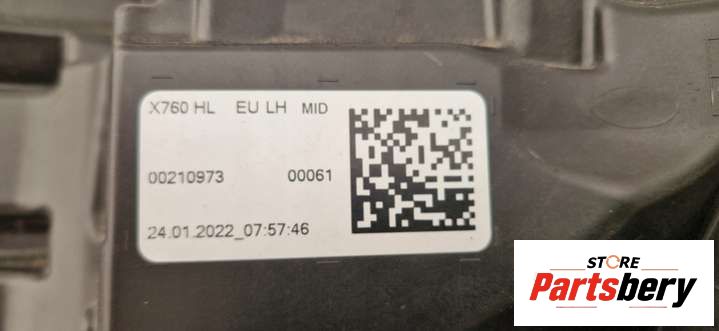 X760 HL EU LH MID
00210973 00061
24.01.2022_07:57:46
STORE
Partsbery